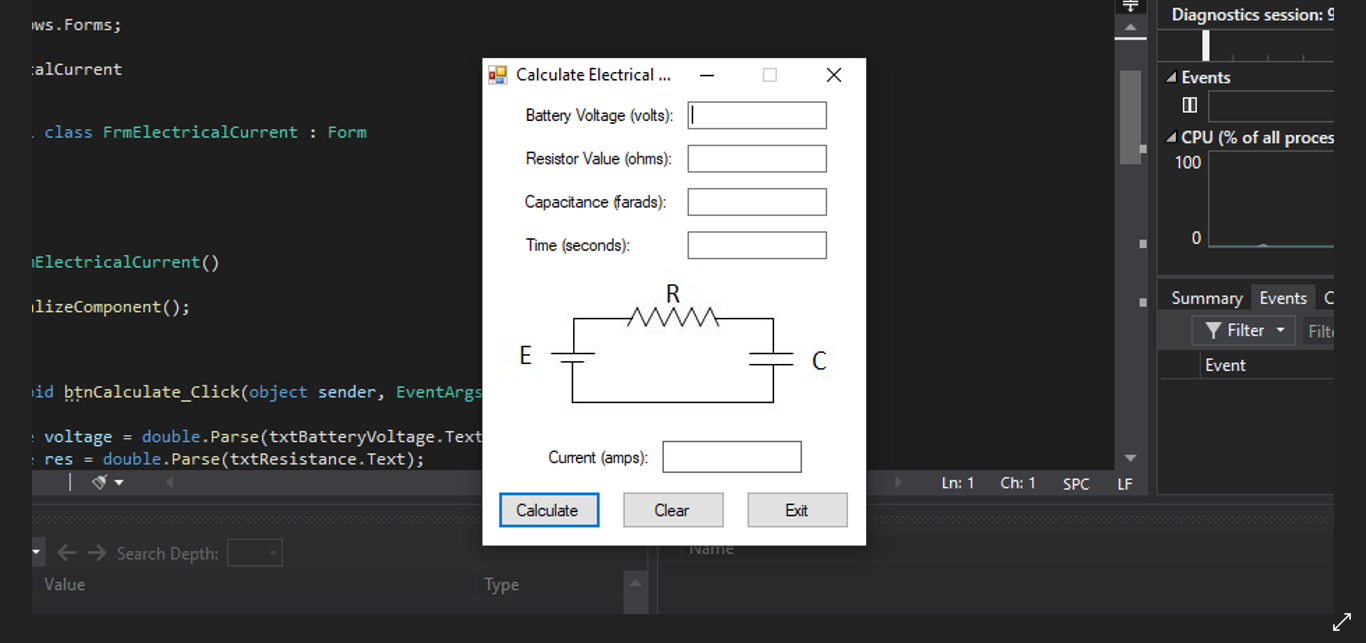 ows.Forms;
talCurrent
class FrmElectricalCurrent : Form
mElectricalCurrent()
alizeComponent();
oid btnCalculate_Click(object sender, EventArgs
voltage = double.Parse(txtBatteryVoltage.Text
res = double.Parse(txtResistance.Text);
Ln: 1 Ch: 1 SPC LF
Search Depth:
Value Type
Name
Calculate Electrical ...
Battery Voltage (volts):
Resistor Value (ohms):
Capacitance (farads):
Time (seconds):
R
E
C
Current (amps):
Calculate Clear Exit
Diagnostics session: 9
Events
CPU (% of all proces
100
0
Summary Events C
Filter Filte
Event